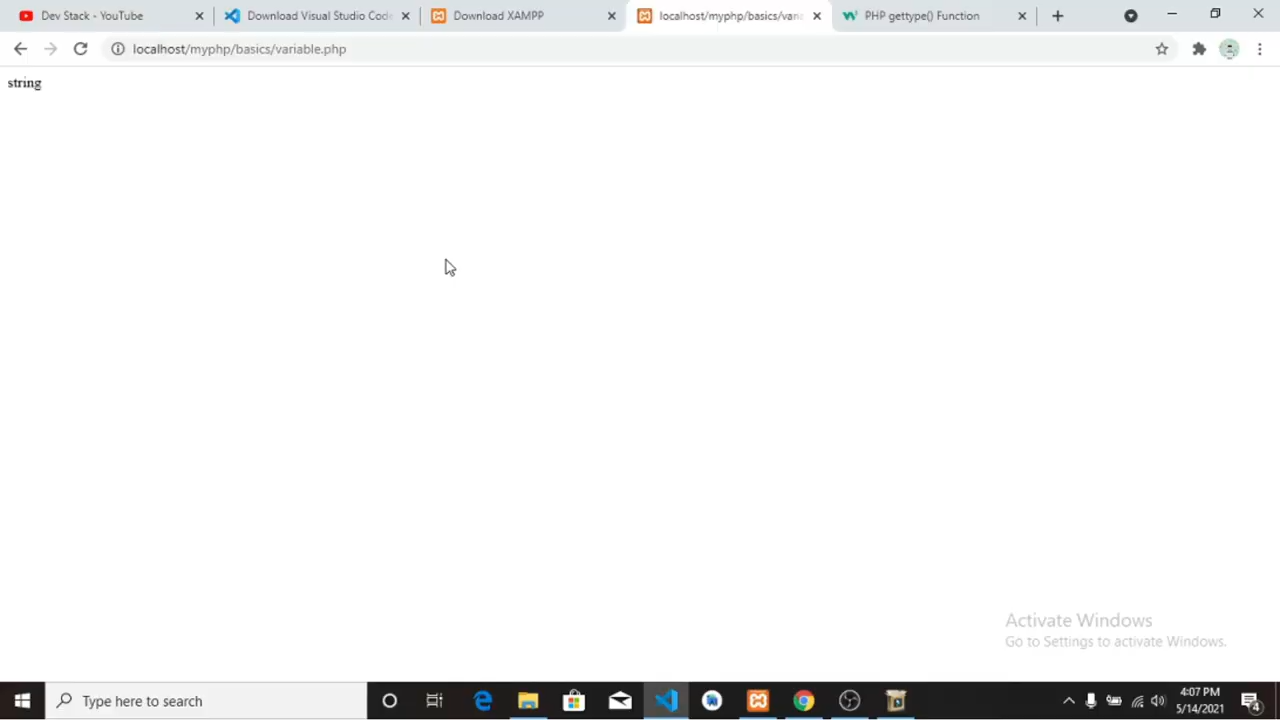 Dev Stack - YouTube
Download Visual Studio Code
Download XAMPP
localhost/myphp/basics/varia
PHP gettype() Function
localhost/myphp/basics/variable.php
string
Activate Windows
Go to Settings to activate Windows.
Type here to search
4:07 PM
5/14/2021
4